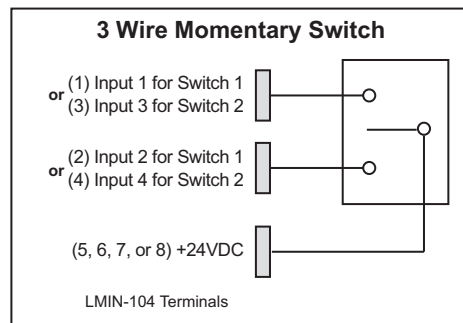 3 Wire Momentary Switch
(1) Input 1 for Switch 1
or (3) Input 3 for Switch 2
(2) Input 2 for Switch 1
or (4) Input 4 for Switch 2
(5, 6, 7, or 8) +24VDC
LMIN-104 Terminals